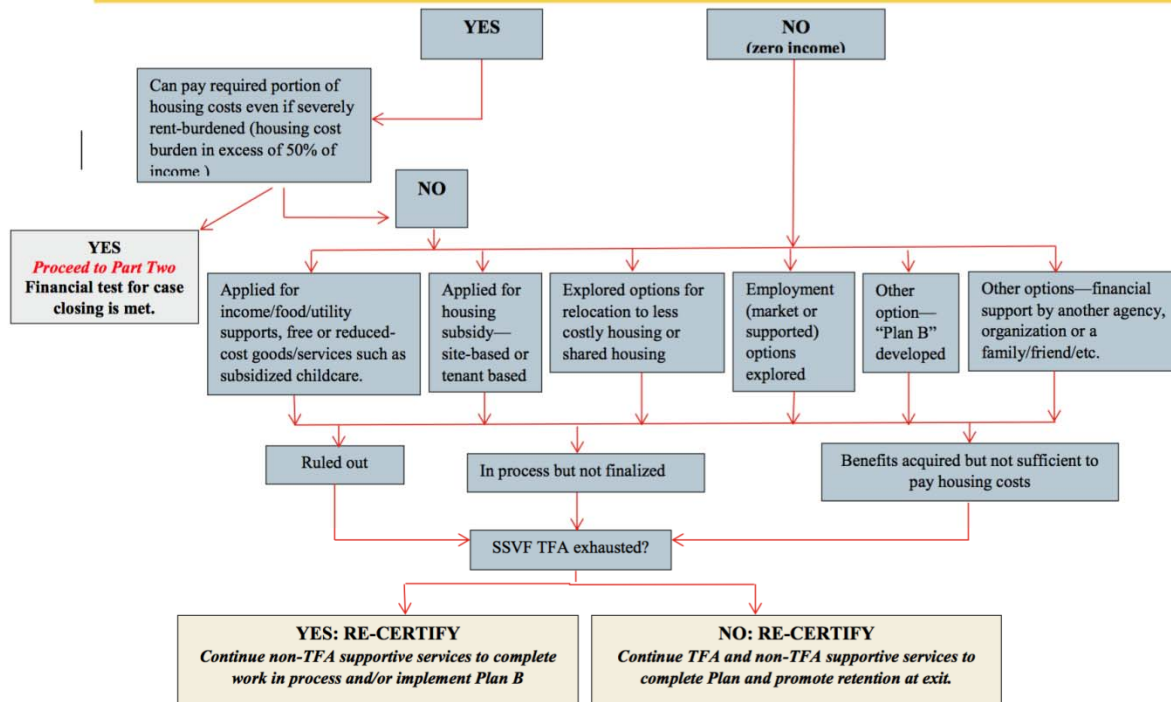 YES
NO
(zero income)
Can pay required portion of
housing costs even if severely
rent-burdened (housing cost
burden in excess of 50% of
income )
NO
YES
Proceed to Part Two
Financial test for case
closing is met.
Applied for
income/food/utility
supports, free or reduced-
cost goods/services such as
subsidized childcare.
Applied for
housing
subsidy—
site-based or
tenant based
Explored options for
relocation to less
costly housing or
shared housing
Employment
(market or
supported)
options
explored
Other
option—
“Plan B”
developed
Other options—financial
support by another agency,
organization or a
family/friend/etc.
Ruled out
In process but not finalized
Benefits acquired but not sufficient to
pay housing costs
SSVF TFA exhausted?
YES: RE-CERTIFY
Continue non-TFA supportive services to complete
work in process and/or implement Plan B
NO: RE-CERTIFY
Continue TFA and non-TFA supportive services to
complete Plan and promote retention at exit.